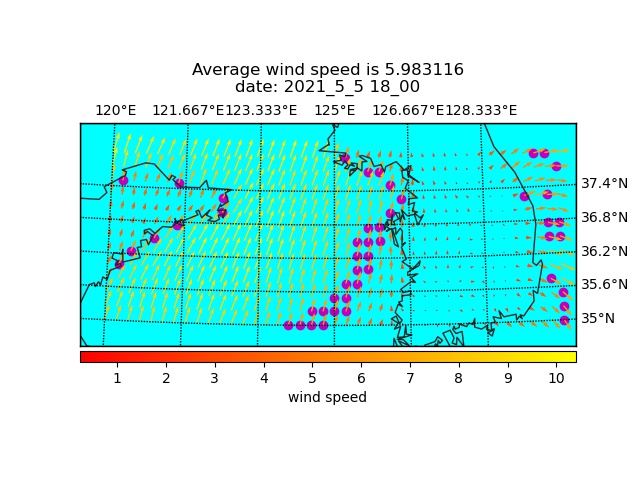 Average wind speed is 5.983116
date: 2021_5_5 18_00
120°E 121.667°E 123.333°E 125°E 126.667°E 128.333°E
37.4°N
36.8°N
36.2°N
35.6°N
35°N
1 2 3 4 5 6 7 8 9 10
wind speed